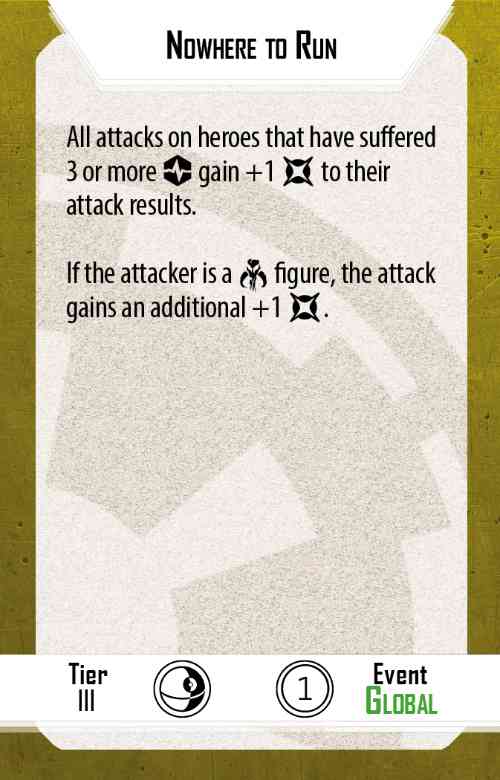 Nowhere to Run
All attacks on heroes that have suffered
3 or more gain +1 to their
attack results.
If the attacker is a figure, the attack
gains an additional +1 .
Tier
III
1
Event
Global